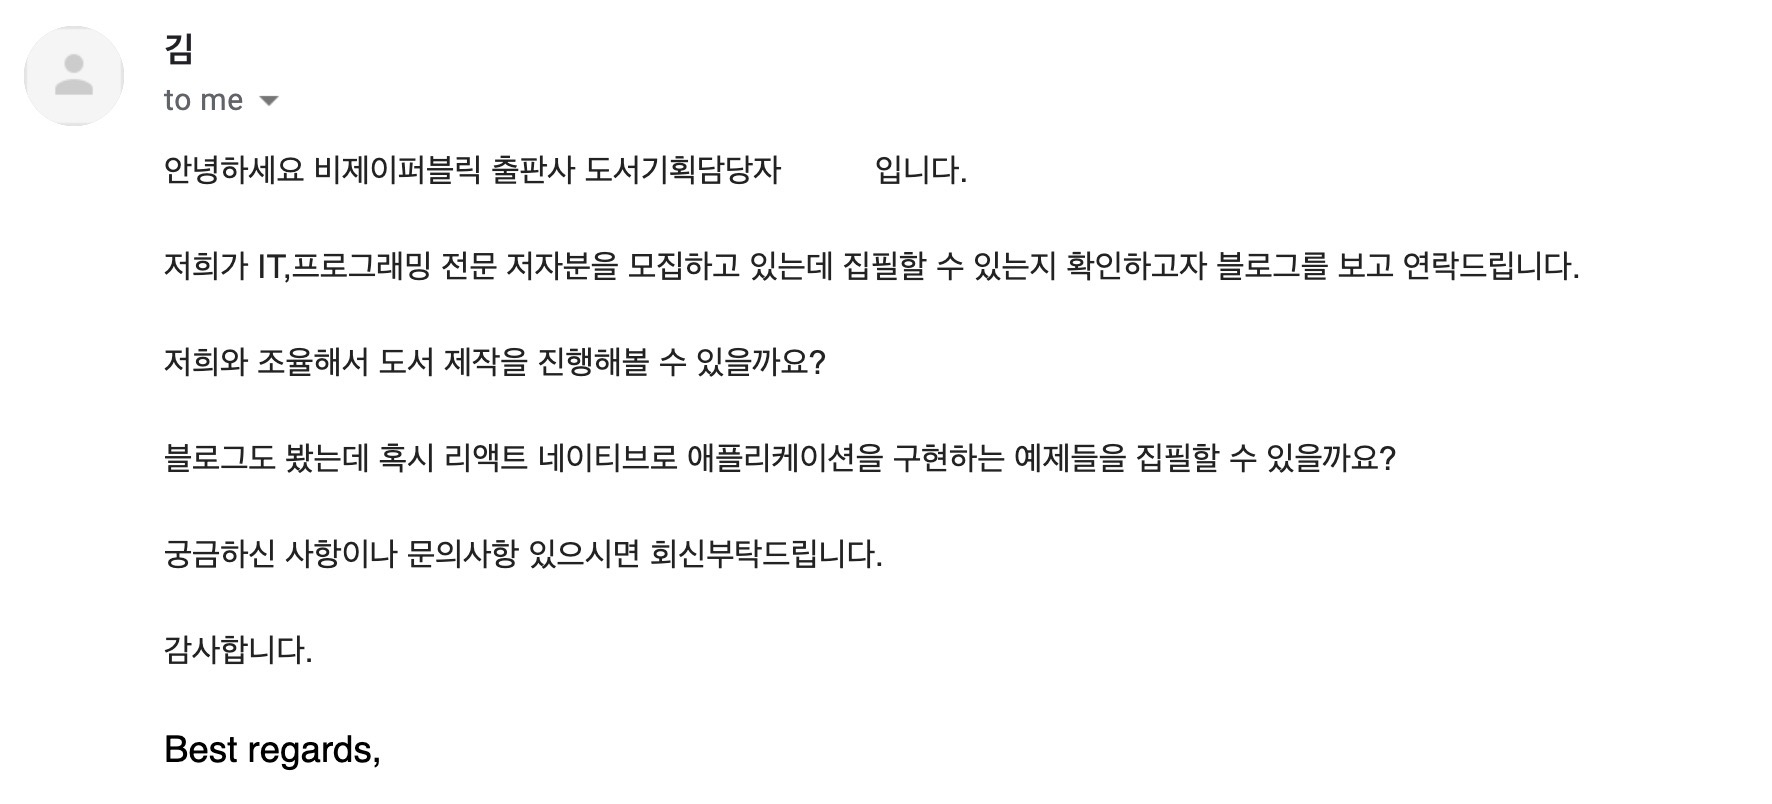 김
to me
안녕하세요 비제이퍼블릭 출판사 도서기획담당자 입니다.
저희가 IT,프로그래밍 전문 저자분을 모집하고 있는데 집필할 수 있는지 확인하고자 블로그를 보고 연락드립니다.
저희와 조율해서 도서 제작을 진행해볼 수 있을까요?
블로그도 봤는데 혹시 리액트 네이티브로 애플리케이션을 구현하는 예제들을 집필할 수 있을까요?
궁금하신 사항이나 문의사항 있으시면 회신부탁드립니다.
감사합니다.
Best regards,